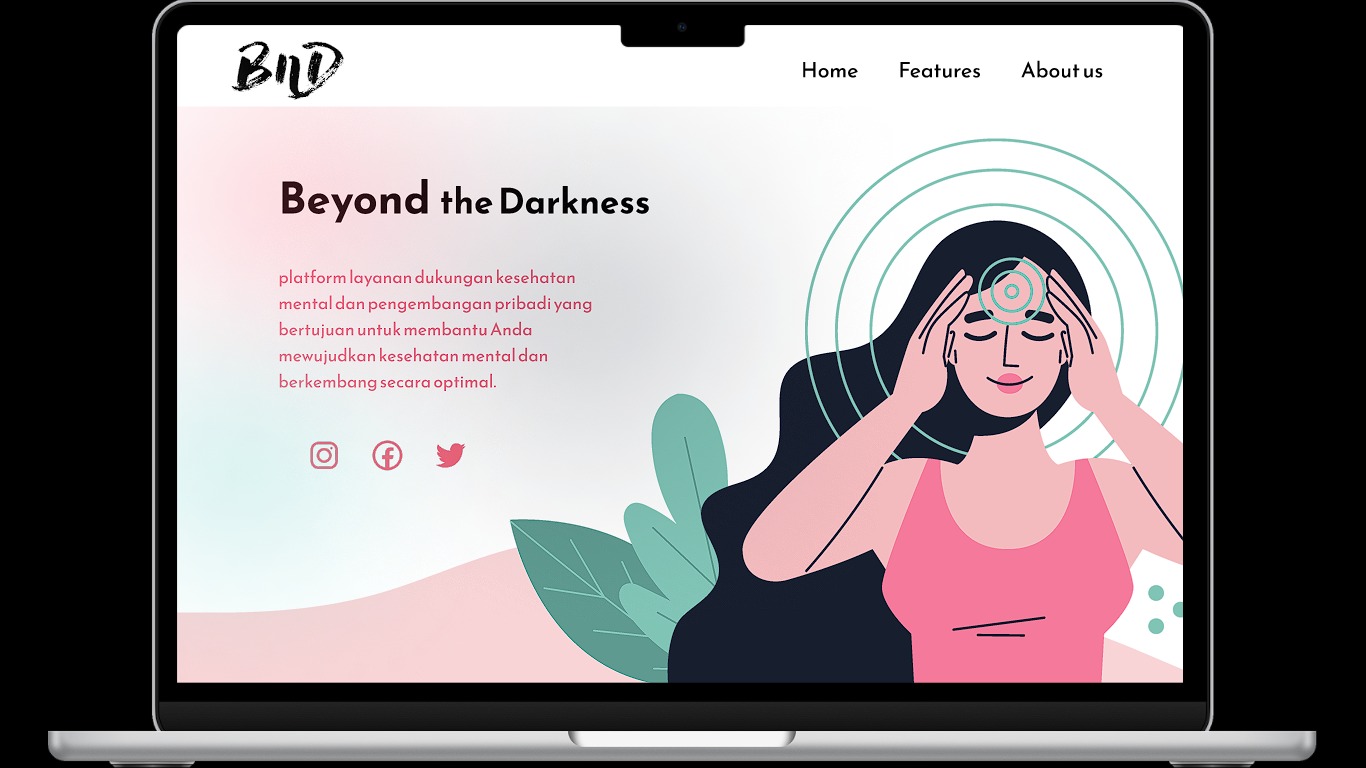 BND
Home Features About us
Beyond the Darkness
platform layanan dukungan kesehatan
mental dan pengembangan pribadi yang
bertujuan untuk membantu Anda
mewujudkan kesehatan mental dan
berkembang secara optimal.